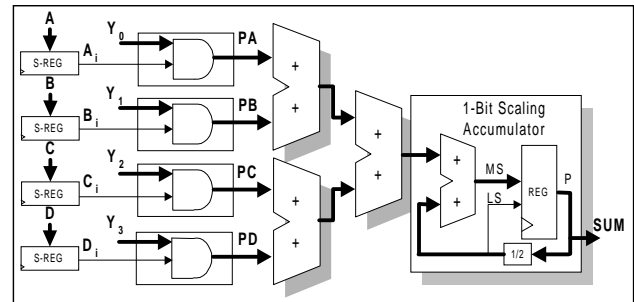 A
S-REG
A i
Y 0
PA
B
S-REG
B i
Y 1
PB
C
S-REG
C i
Y 2
PC
D
S-REG
D i
Y 3
PD
+
+
+
+
+
+
1-Bit Scaling
Accumulator
+
+
MS
LS
REG
P
1/2
SUM